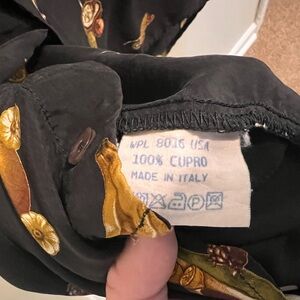 WPL 8016 USA
100% CUPRO
MADE IN ITALY
P